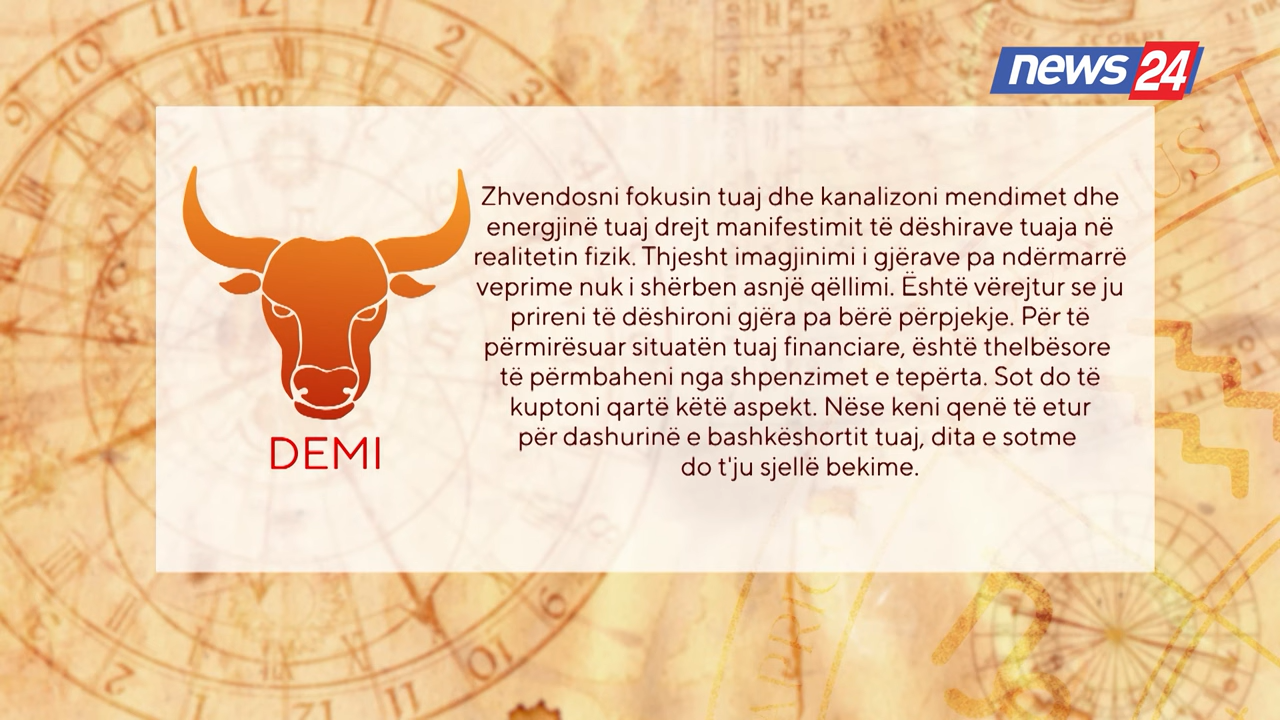 news 24
Zhvendosni fokusin tuaj dhe kanalizoni mendimet dhe
energjinë tuaj drejt manifestimit të dëshirave tuaja në
realitetin fizik. Thjesht imagjinimi i gjërave pa ndërmarrë
veprime nuk i shërben asnjë qëllimi. Është vërejtur se ju
prireni të dëshironi gjëra pa bërë përpjekje. Për të
përmirësuar situatën tuaj financiare, është thelbësore
të përmbaheni nga shpenzimet e tepërta. Sot do të
kuptoni qartë këtë aspekt. Nëse keni qenë të etur
për dashurinë e bashkëshortit tuaj, dita e sotme
do t'ju sjellë bekime.
DEMI